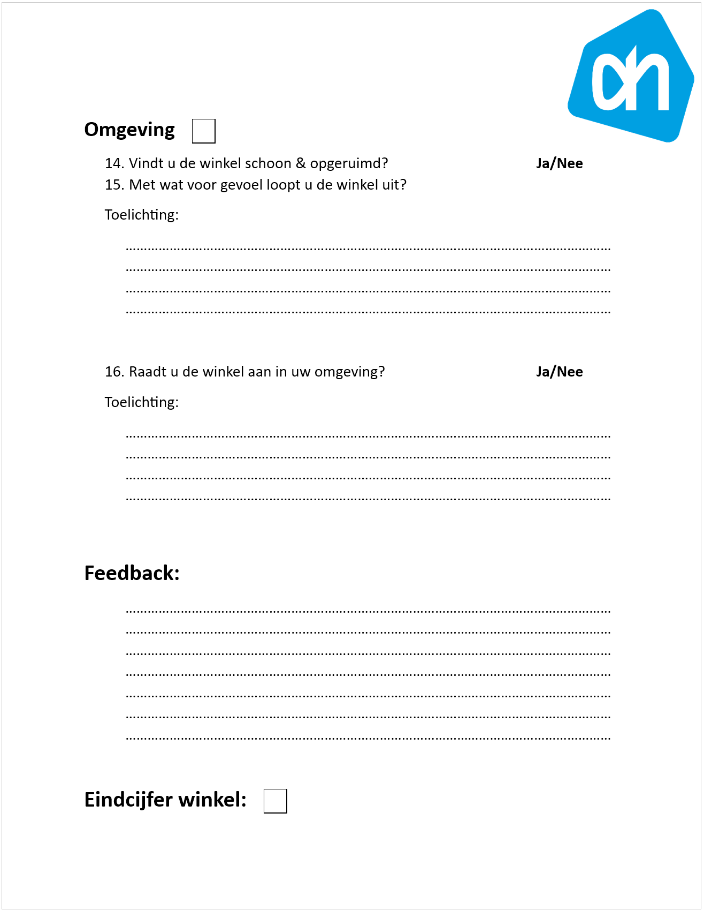 ah
Omgeving
14. Vindt u de winkel schoon & opgeruimd? Ja/Nee
15. Met wat voor gevoel loopt u de winkel uit?
Toelichting:
16. Raadt u de winkel aan in uw omgeving? Ja/Nee
Toelichting:
Feedback:
Eindcijfer winkel: